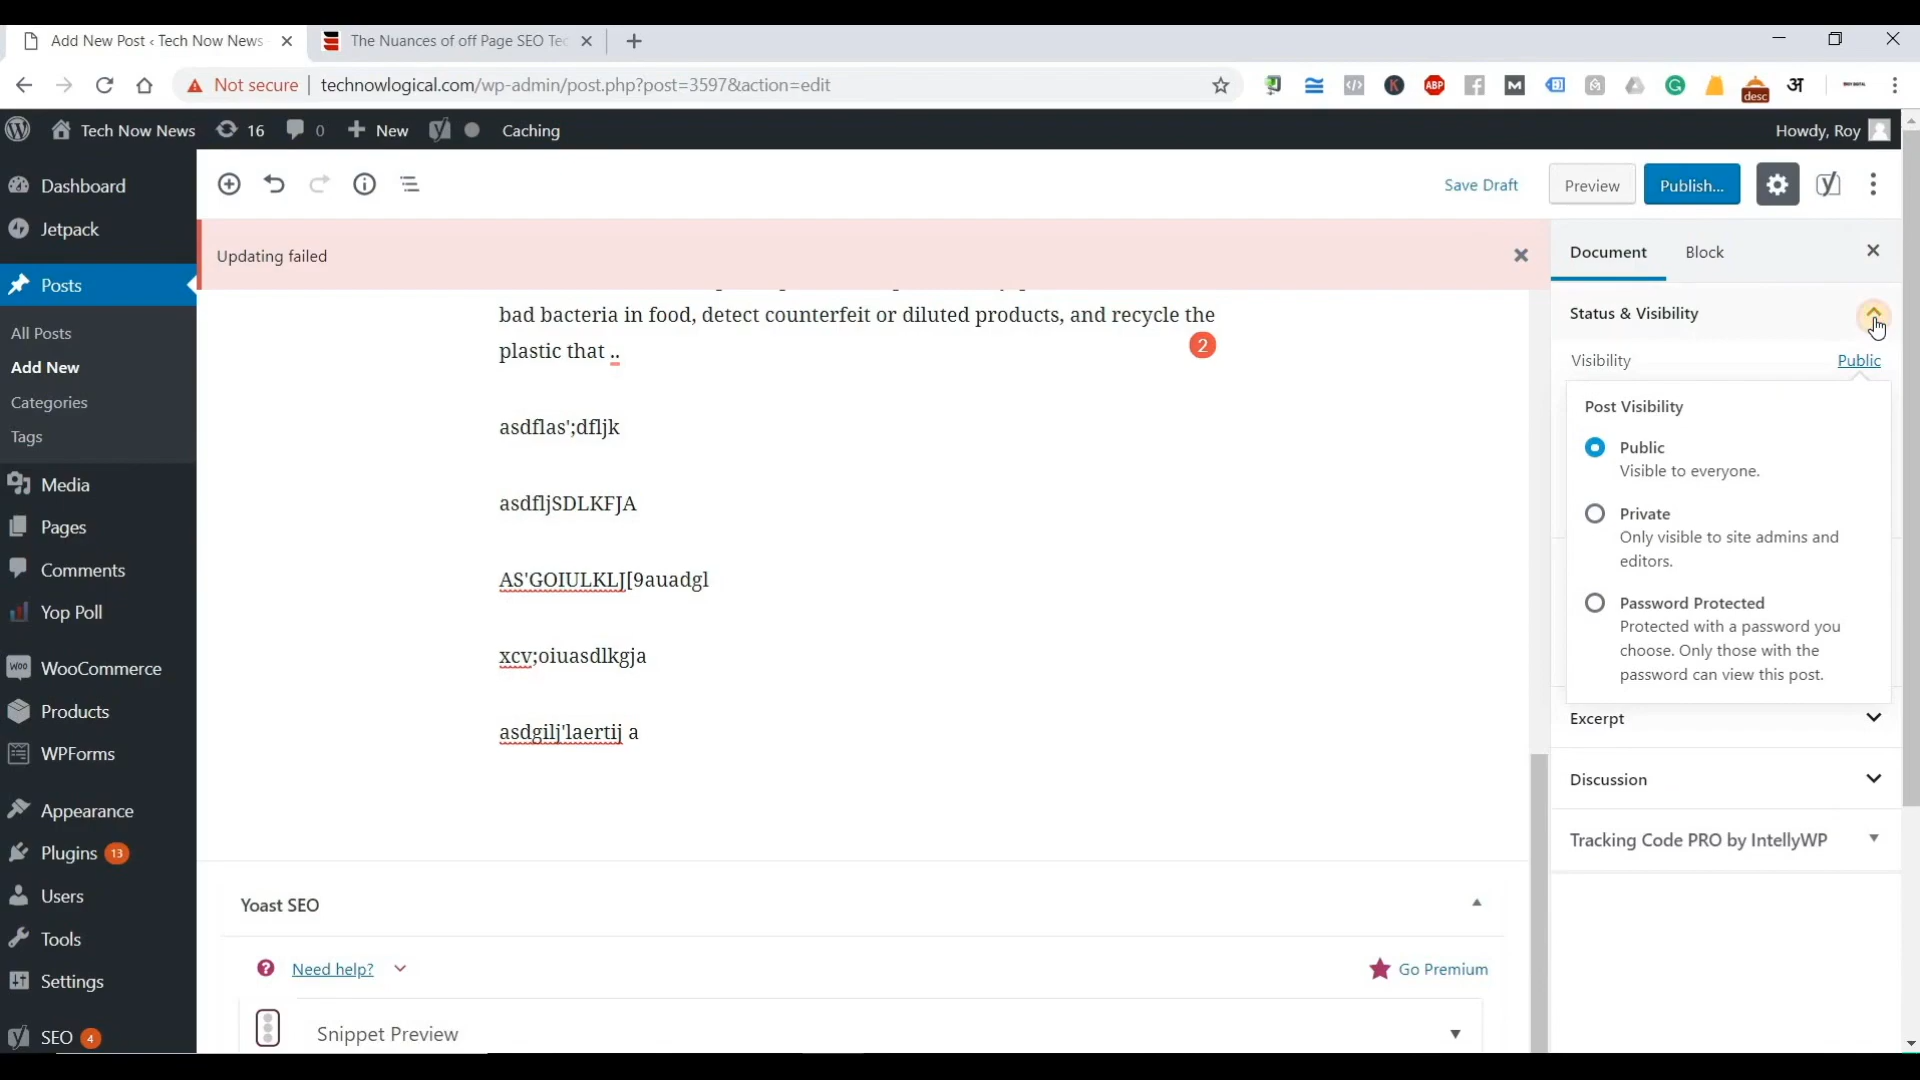 Add New Post ‹ Tech Now News
The Nuances of off Page SEO Tec
Not secure | technowlogical.com/wp-admin/post.php?post=3597&action=edit
ABP
desc
अ
Tech Now News
16
0
New
Caching
Howdy, Roy
Dashboard
Jetpack
Posts
All Posts
Add New
Categories
Tags
Media
Pages
Comments
Yop Poll
WooCommerce
Products
WPForms
Appearance
Plugins 13
Users
Tools
Settings
SEO 4
Save Draft
Preview
Publish...
Updating failed
bad bacteria in food, detect counterfeit or diluted products, and recycle the
plastic that ..
2
asdflas';dfljk
asdfljSDLKFJA
AS'GOIULKLJ[9auadgl
xcv;oiuasdlkgja
asdgilj'laertij a
Yoast SEO
Need help?
Go Premium
Snippet Preview
Document
Block
Status & Visibility
Visibility
Public
Post Visibility
Public
Visible to everyone.
Private
Only visible to site admins and
editors.
Password Protected
Protected with a password you
choose. Only those with the
password can view this post.
Excerpt
Discussion
Tracking Code PRO by IntellyWP